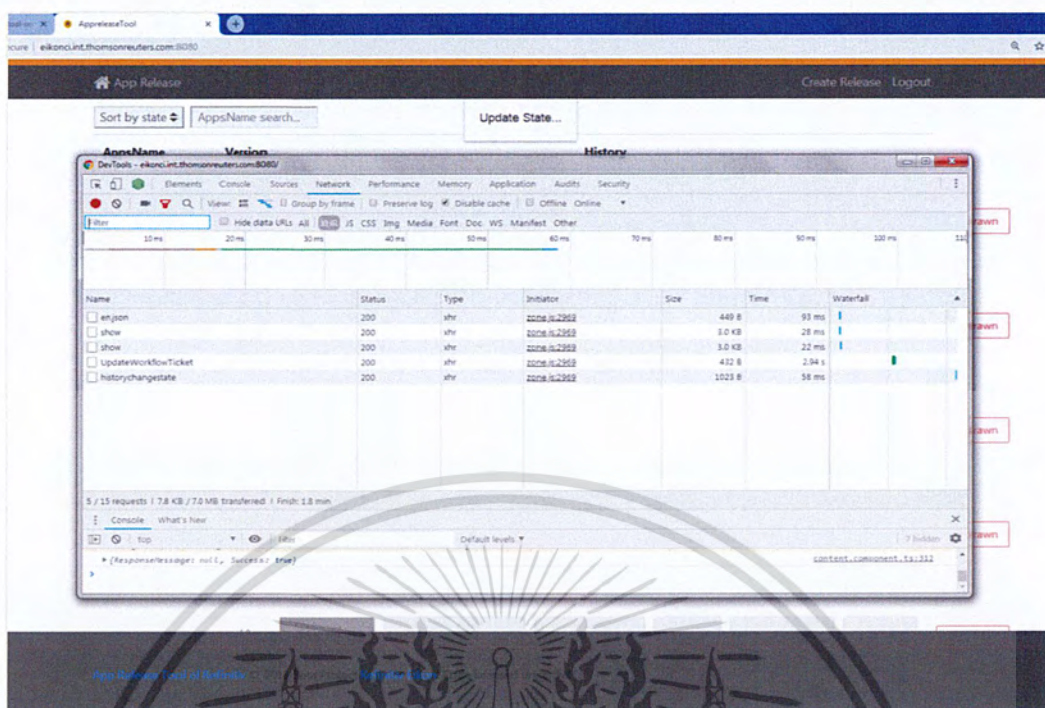 AppreleaseTool
eikonci.int.thomsonreuters.com:8080
App Release Create Release Logout
Sort by state AppsName search... Update State...
AppsName Version History
DevTools - eikonci.int.thomsonreuters.com:8080/
Elements Console Sources Network Performance Memory Application Audits Security
View: Group by frame Preserve log Disable cache Offline Online
Filter Hide data URLs All XHR JS CSS Img Media Font Doc WS Manifest Other
10 ms 20 ms 30 ms 40 ms 50 ms 60 ms 70 ms 80 ms 90 ms 100 ms 110
Name Status Type Initiator Size Time Waterfall
en.json 200 xhr zone.js:2969 449 B 93 ms
show 200 xhr zone.js:2969 3.0 KB 28 ms
show 200 xhr zone.js:2969 3.0 KB 22 ms
UpdateWorkflowTicket 200 xhr zone.js:2969 432 B 2.94 s
historychangestate 200 xhr zone.js:2969 1023 B 58 ms
5 / 15 requests | 7.8 KB / 7.0 MB transferred | Finish: 1.8 min
Console What's New
top Filter Default levels 7 hidden
{ResponseMessage: null, Success: true} content.component.ts:312